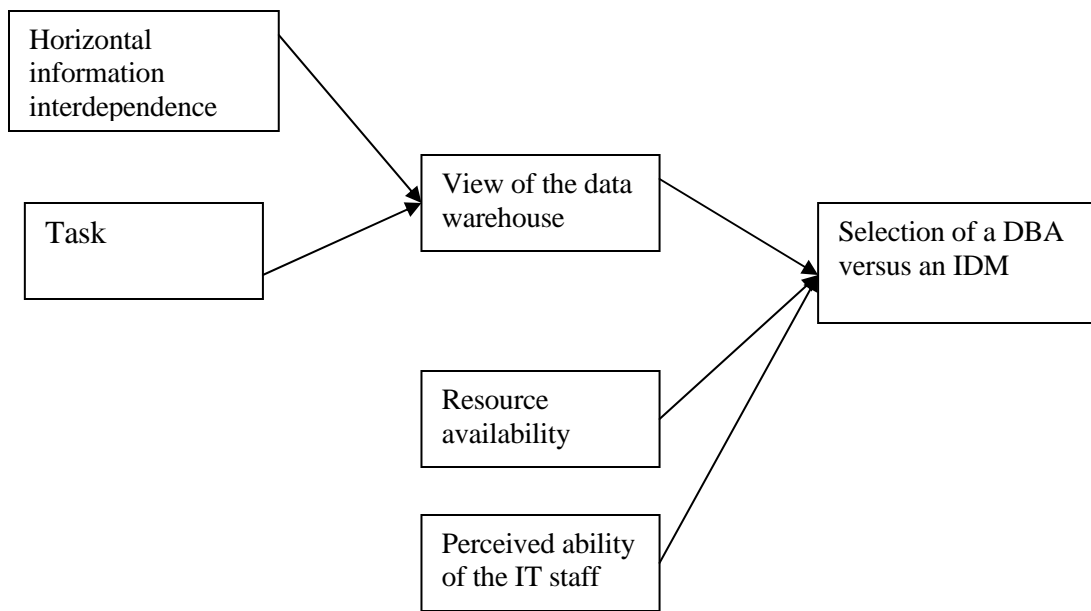 Horizontal
information
interdependence
Task
View of the data
warehouse
Selection of a DBA
versus an IDM
Resource
availability
Perceived ability
of the IT staff